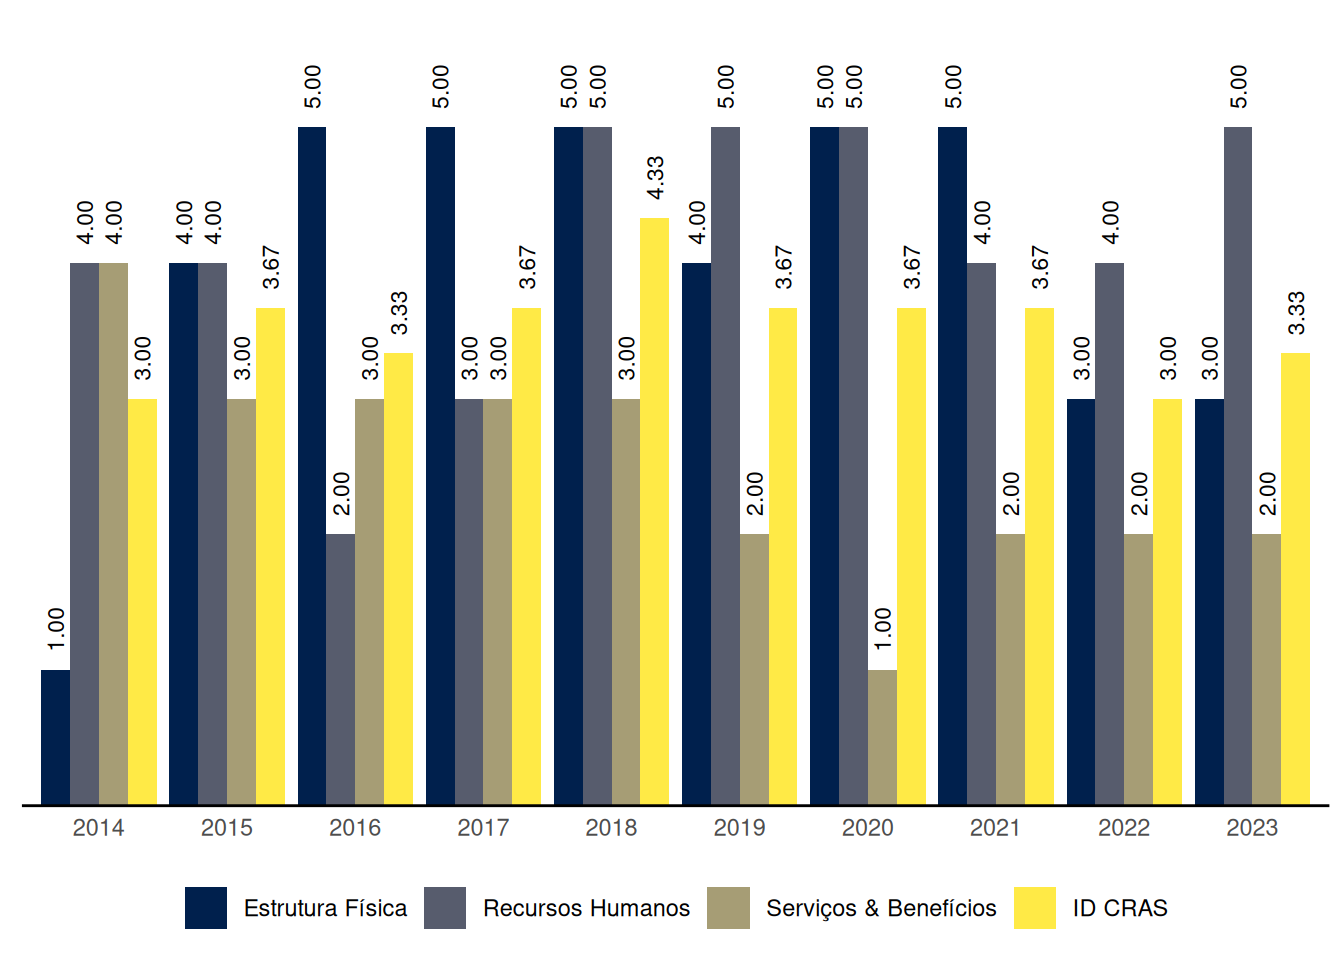 1.00 4.00 4.00 3.00
4.00 4.00 3.00 3.67
5.00 2.00 3.00 3.33
5.00 3.00 3.00 3.67
5.00 5.00 3.00 4.33
4.00 5.00 2.00 3.67
5.00 5.00 1.00 3.67
5.00 4.00 2.00 3.67
3.00 4.00 2.00 3.00
3.00 5.00 2.00 3.33
2014 2015 2016 2017 2018 2019 2020 2021 2022 2023
Estrutura Física Recursos Humanos Serviços & Benefícios ID CRAS